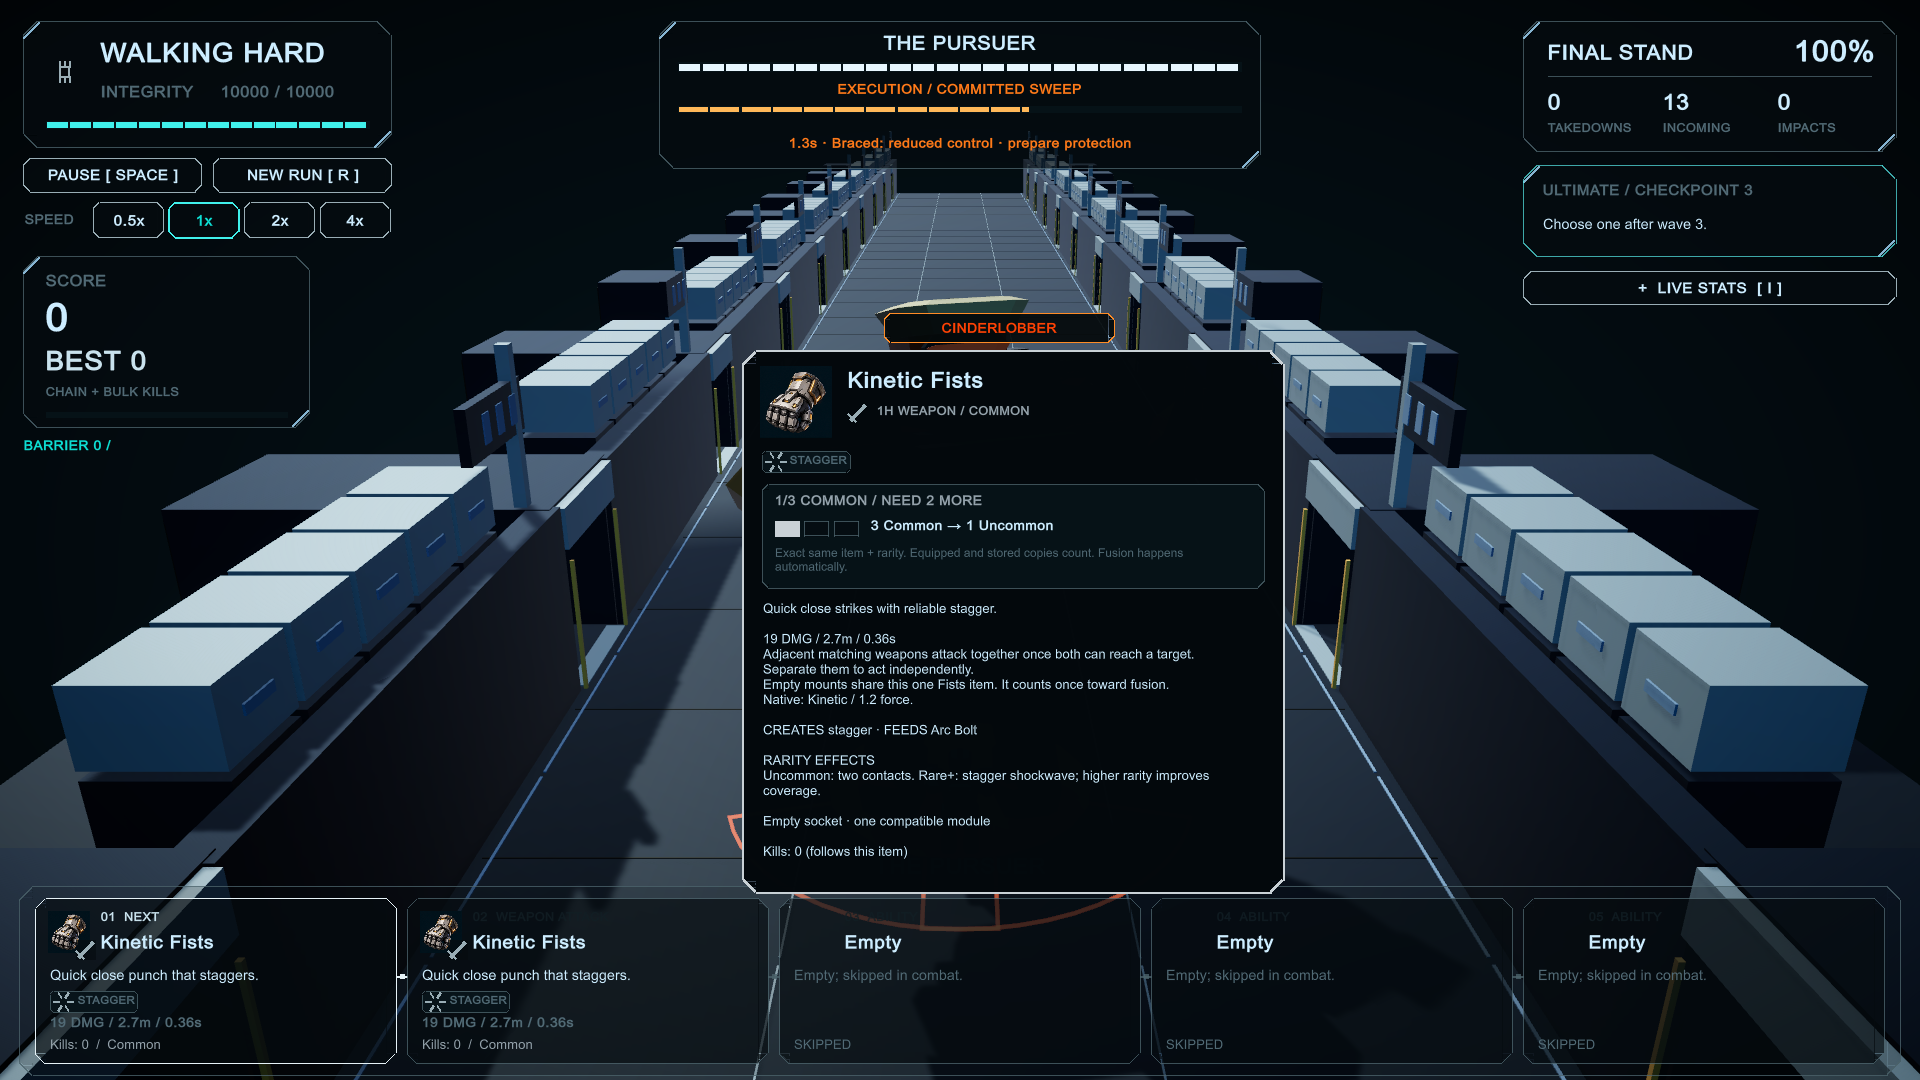 WALKING HARD
INTEGRITY 10000 / 10000
PAUSE [ SPACE ]
NEW RUN [ R ]
SPEED
0.5x
1x
2x
4x
SCORE
0
BEST 0
CHAIN + BULK KILLS
BARRIER 0 /
THE PURSUER
EXECUTION / COMMITTED SWEEP
1.3s · Braced: reduced control · prepare protection
FINAL STAND 100%
0 13 0
TAKEDOWNS INCOMING IMPACTS
ULTIMATE / CHECKPOINT 3
Choose one after wave 3.
+ LIVE STATS [ I ]
CINDERLOBBER
Kinetic Fists
1H WEAPON / COMMON
STAGGER
1/3 COMMON / NEED 2 MORE
3 Common → 1 Uncommon
Exact same item + rarity. Equipped and stored copies count. Fusion happens
automatically.
Quick close strikes with reliable stagger.
19 DMG / 2.7m / 0.36s
Adjacent matching weapons attack together once both can reach a target.
Separate them to act independently.
Empty mounts share this one Fists item. It counts once toward fusion.
Native: Kinetic / 1.2 force.
CREATES stagger · FEEDS Arc Bolt
RARITY EFFECTS
Uncommon: two contacts. Rare+: stagger shockwave; higher rarity improves
coverage.
Empty socket · one compatible module
Kills: 0 (follows this item)
01 NEXT
Kinetic Fists
Quick close punch that staggers.
STAGGER
19 DMG / 2.7m / 0.36s
Kills: 0 / Common
02 WEAPON
Kinetic Fists
Quick close punch that staggers.
STAGGER
19 DMG / 2.7m / 0.36s
Kills: 0 / Common
Empty
Empty; skipped in combat.
SKIPPED
04 ABILITY
Empty
Empty; skipped in combat.
SKIPPED
05 ABILITY
Empty
Empty; skipped in combat.
SKIPPED